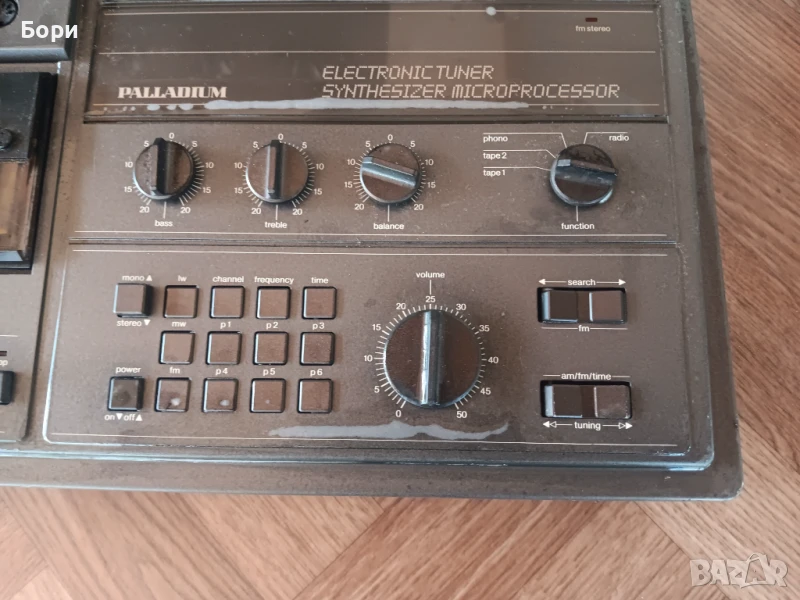 Бори
fm stereo
PALLADIUM
ELECTRONIC TUNER
SYNTHESIZER MICROPROCESSOR
5 0 5
10 10
15 15
20 20
bass
5 0 5
10 10
15 15
20 20
treble
5 0 5
10 10
15 15
20 20
balance
phono radio
tape 2
tape 1
function
mono ▲ lw channel frequency time
stereo ▼ mw p 1 p 2 p 3
power fm p 4 p 5 p 6
on ▼ off ▲
volume
25
20 30
15 35
10 40
5 45
0 50
search
fm
am/fm/time
tuning
BAZAR